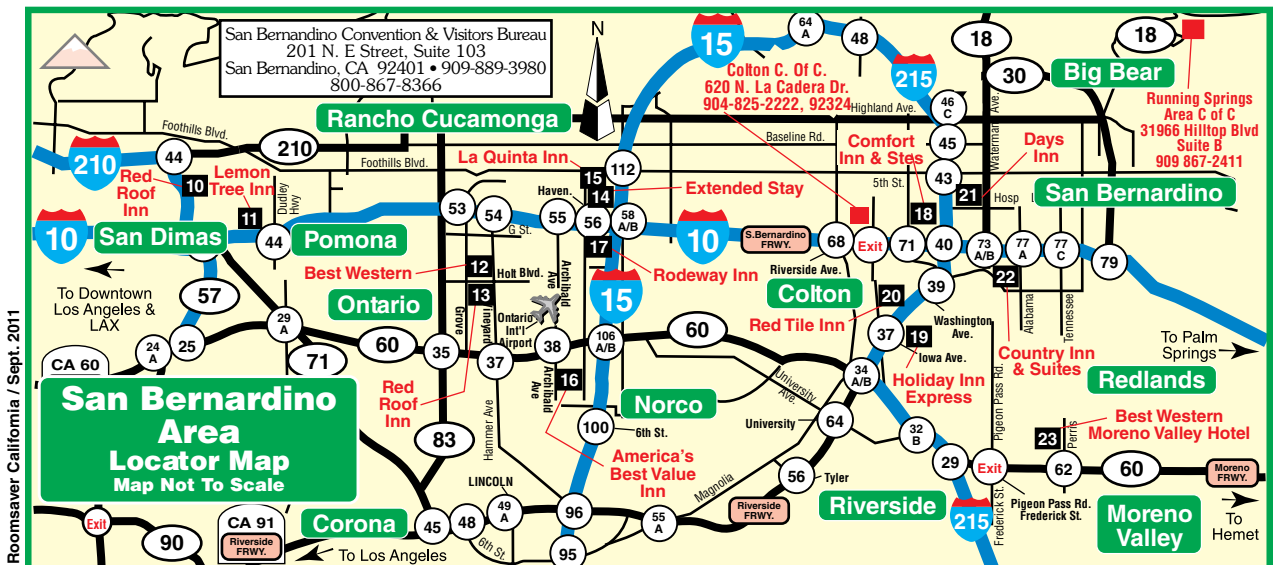 San Bernandino Convention & Visitors Bureau
201 N. E Street, Suite 103
San Bernandino, CA 92401 • 909-889-3980
800-867-8366
N
15
64
A
48
215
18
30
18
Big Bear
Colton C. Of C.
620 N. La Cadera Dr.
904-825-2222, 92324
Running Springs
Area C of C
31966 Hilltop Blvd
Suite B
909 867-2411
Rancho Cucamonga
Highland Ave.
46
C
Waterman Ave.
Foothills Blvd.
Baseline Rd.
45
210
44
210
Foothills Blvd.
La Quinta Inn
112
Comfort
Inn & Stes
Days
Inn
Red
Roof
Inn
10
Lemon
Tree Inn
11
Dudley
Hwy
15
14
Extended Stay
5th St.
43
21
San Bernardino
Hosp
L
18
10
San Dimas
44
Pomona
53
54
G St.
Haven.
55
56
58
A/B
10
S.Bernardino
FRWY.
68
Exit
71
40
73
A/B
77
A
77
C
79
17
Rodeway Inn
Riverside Ave.
22
Best Western
12
Holt Blvd.
13
Archibald
Ave
Colton
39
To Downtown
Los Angeles &
LAX
57
Ontario
Grove
Vineyard
Ontario
Int'l
Airport
15
20
Red Tile Inn
Washington
Ave.
Alabama
Tennessee
29
A
24
A
25
60
71
35
37
38
106
A/B
60
37
19
Iowa Ave.
To Palm
Springs
CA 60
Country Inn
& Suites
Redlands
34
A/B
Holiday Inn
Express
Pigeon Pass Rd.
Red
Roof
Inn
16
Archibald
Ave
University
Ave.
San Bernardino
Area
Locator Map
Map Not To Scale
Norco
100
6th St.
University
64
32
B
23
Perris
Best Western
Moreno Valley Hotel
83
Hammer Ave
America's
Best Value
Inn
Magnolia
56
Tyler
29
Exit
62
60
Moreno
FRWY.
Pigeon Pass Rd.
Frederick St.
Frederick St.
LINCOLN
49
A
Riverside
FRWY.
Riverside
215
Moreno
Valley
To
Hemet
Exit
90
CA 91
Riverside
FRWY.
Corona
45
48
6th St.
96
55
A
95
To Los Angeles
Roomsaver California / Sept. 2011